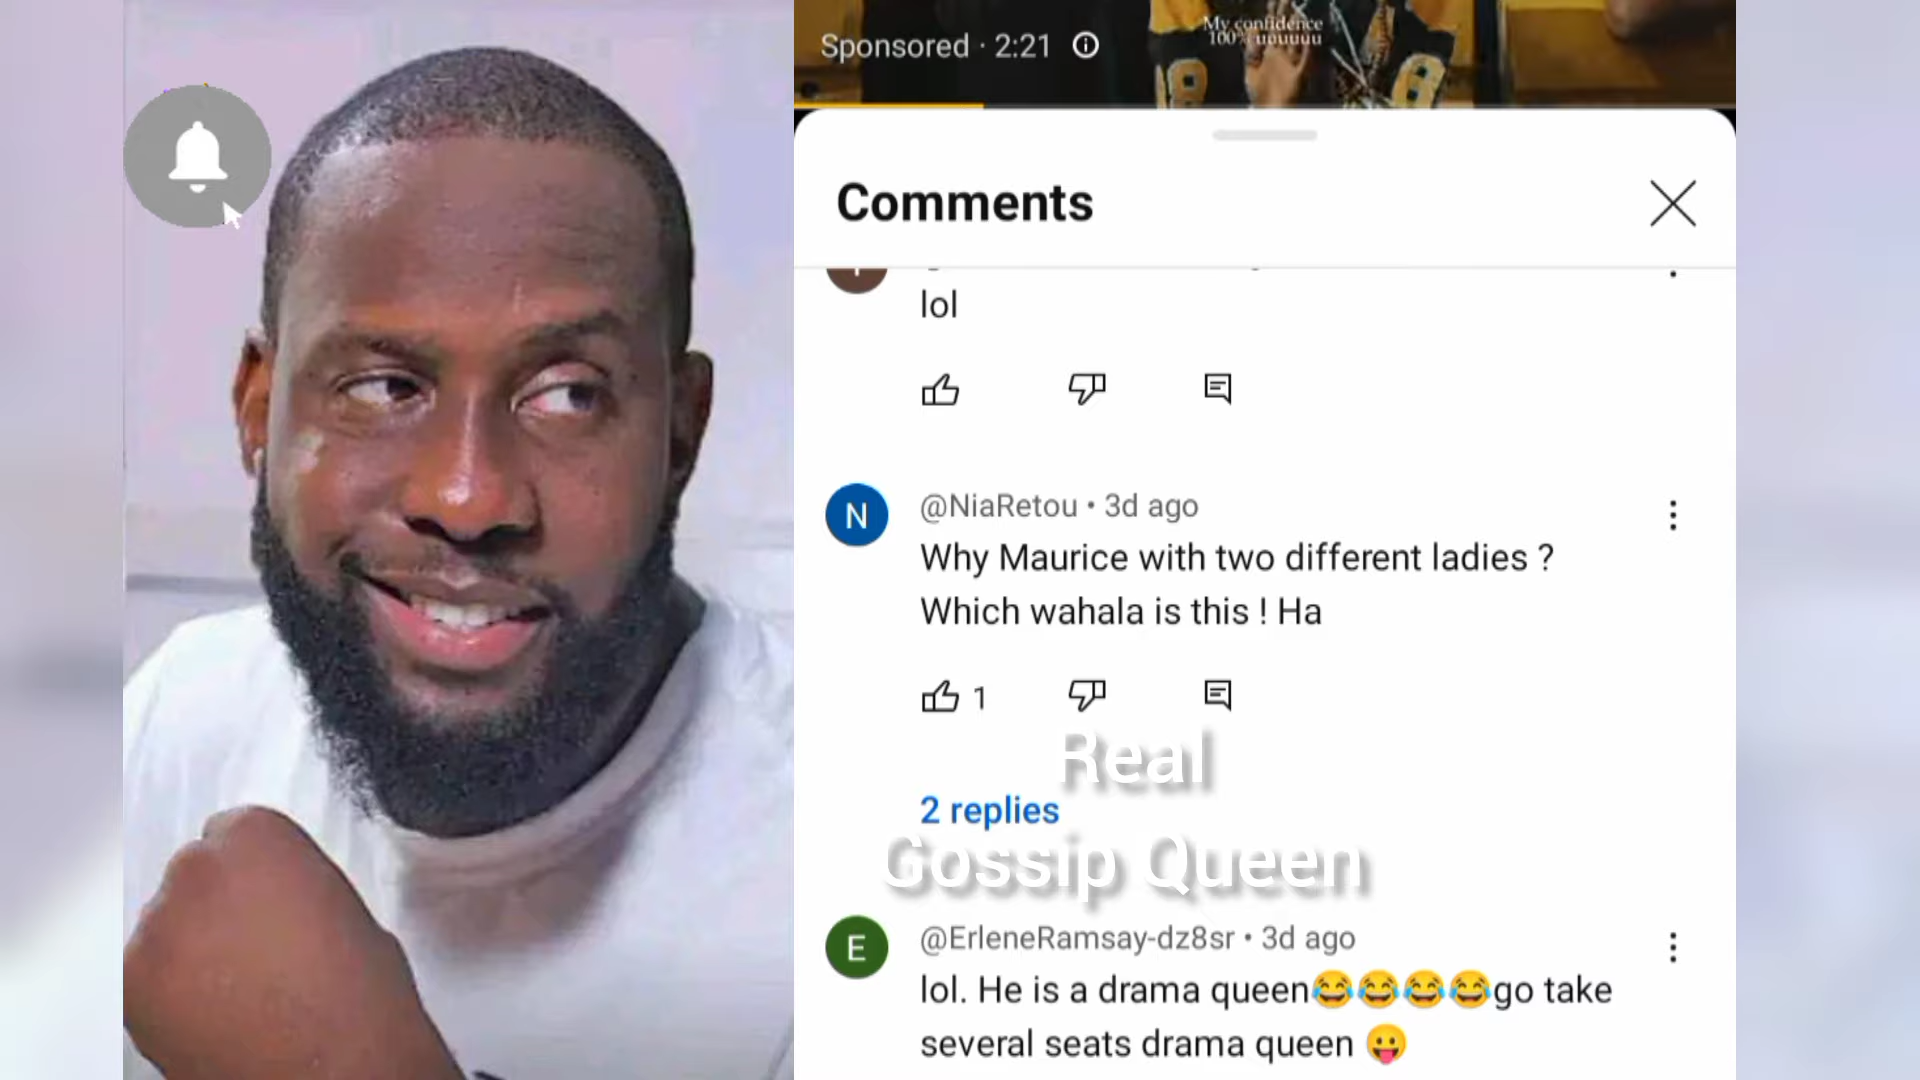 My confidence
100% uuuuuu
Sponsored · 2:21
Comments
lol
N
@NiaRetou • 3d ago
Why Maurice with two different ladies ?
Which wahala is this ! Ha
1
Real
2 replies
Gossip Queen
E
@ErleneRamsay-dz8sr • 3d ago
lol. He is a drama queen😂😂😂😂go take
several seats drama queen 😛